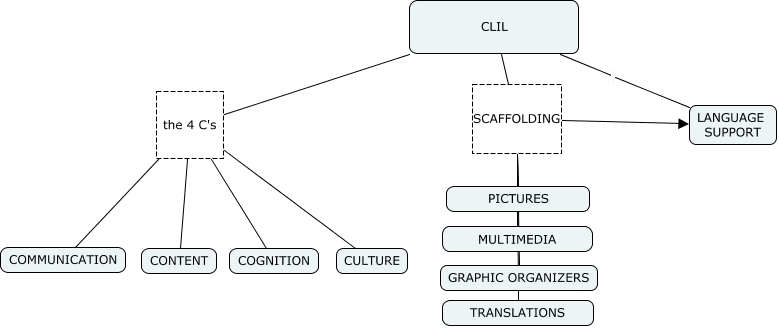 CLIL
the 4 C's
SCAFFOLDING
LANGUAGE
SUPPORT
PICTURES
MULTIMEDIA
COMMUNICATION
CONTENT
COGNITION
CULTURE
GRAPHIC ORGANIZERS
TRANSLATIONS